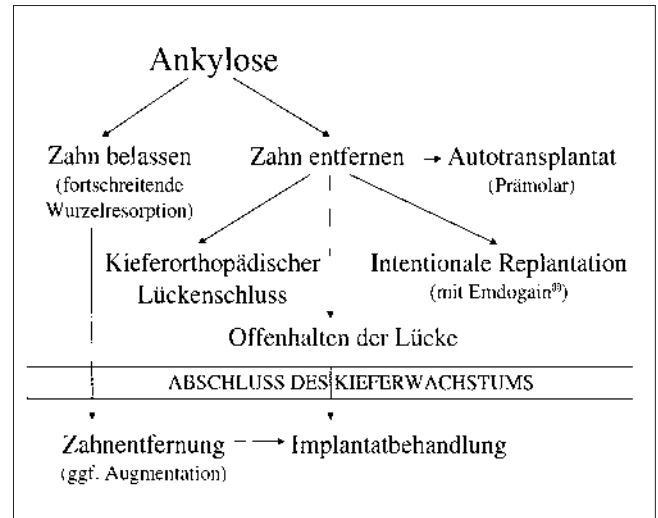 Ankylose
Zahn belassen
(fortschreitende
Wurzelresorption)
Zahn entfernen
Autotransplantat
(Prämolar)
Kieferorthopädischer
Lückenschluss
Intentionale Replantation
(mit Emdogain®)
Offenhalten der Lücke
ABSCHLUSS DES KIEFERWACHSTUMS
Zahnentfernung
(ggf. Augmentation)
Implantatbehandlung